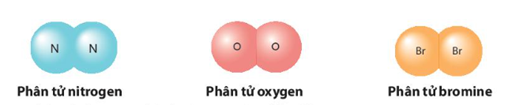 N N
O O
Br Br
Phân tử nitrogen
Phân tử oxygen
Phân tử bromine